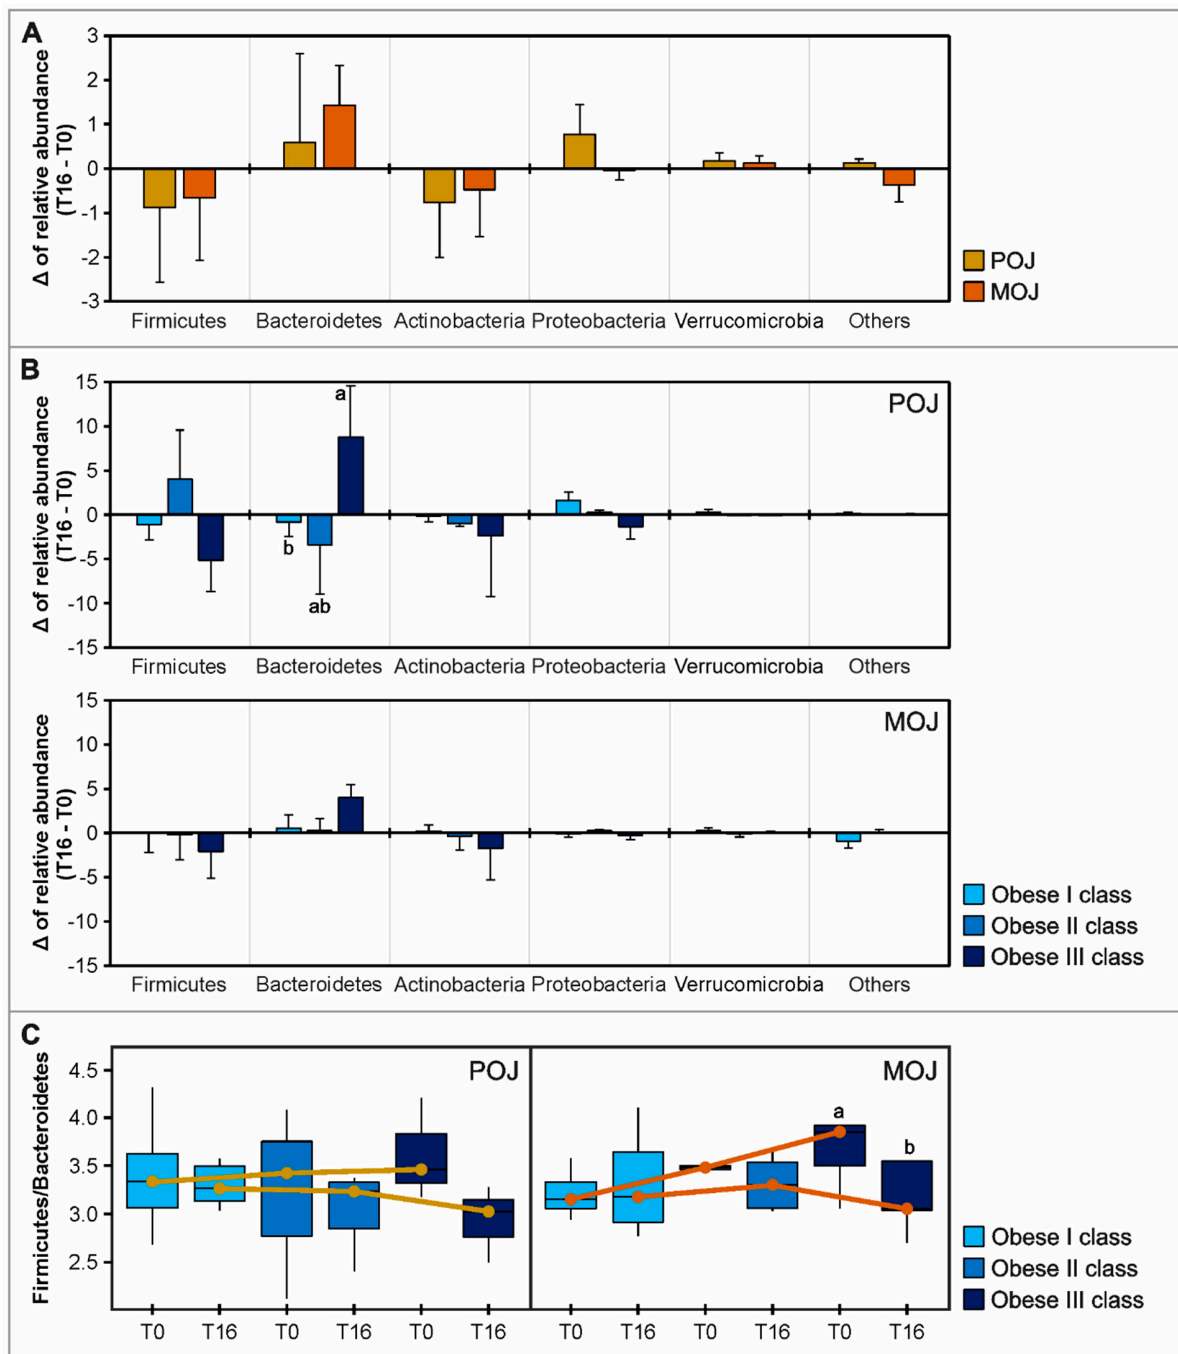 A
Δ of relative abundance
(T16 - T0)
3
2
1
0
-1
-2
-3
Firmicutes Bacteroidetes Actinobacteria Proteobacteria Verrucomicrobia Others
POJ
MOJ
B
Δ of relative abundance
(T16 - T0)
15
10
5
0
-5
-10
-15
POJ
a
b
ab
Firmicutes Bacteroidetes Actinobacteria Proteobacteria Verrucomicrobia Others
Δ of relative abundance
(T16 - T0)
15
10
5
0
-5
-10
-15
MOJ
Firmicutes Bacteroidetes Actinobacteria Proteobacteria Verrucomicrobia Others
Obese I class
Obese II class
Obese III class
C
Firmicutes/Bacteroidetes
4.5
4.0
3.5
3.0
2.5
POJ
MOJ
a
b
T0 T16 T0 T16 T0 T16 T0 T16 T0 T16 T0 T16
Obese I class
Obese II class
Obese III class